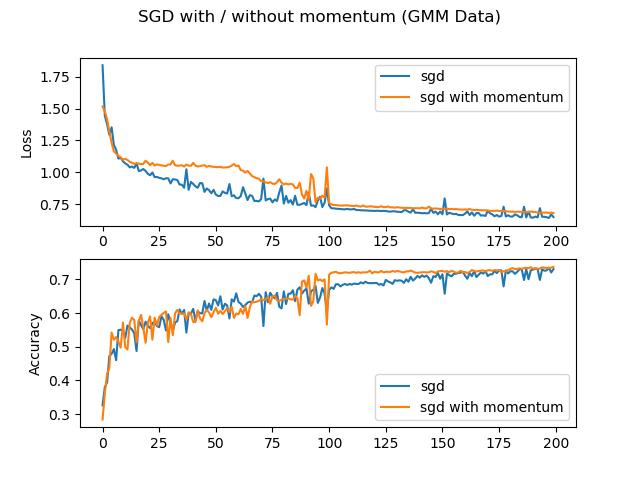 SGD with / without momentum (GMM Data)
Loss
1.75
1.50
1.25
1.00
0.75
sgd
sgd with momentum
0 25 50 75 100 125 150 175 200
Accuracy
0.7
0.6
0.5
0.4
0.3
sgd
sgd with momentum
0 25 50 75 100 125 150 175 200